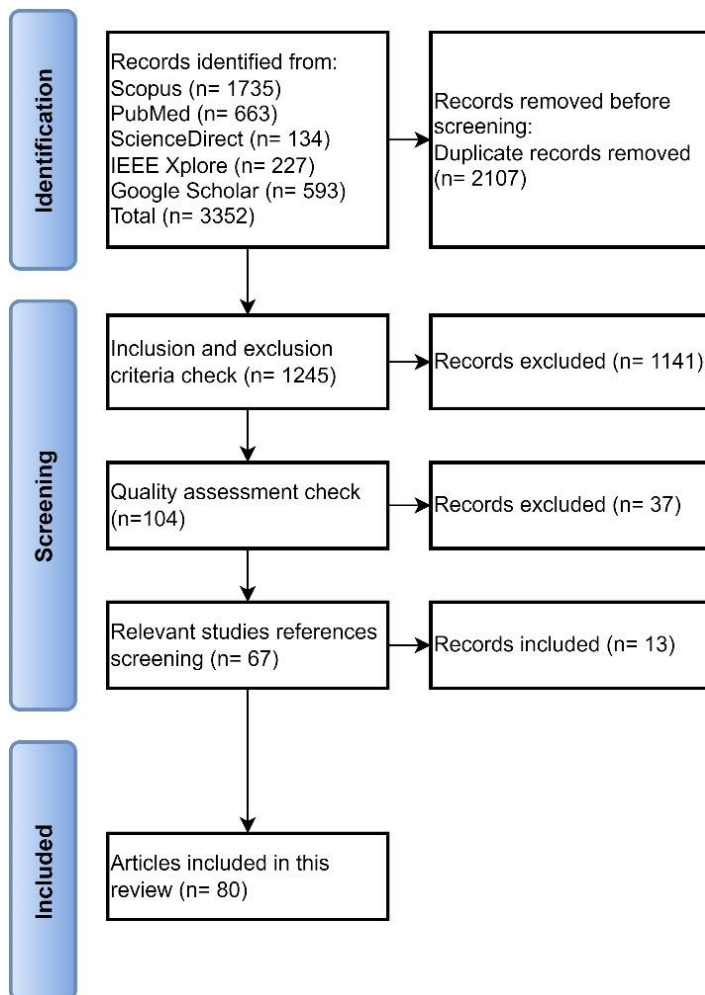 Identification
Records identified from:
Scopus (n= 1735)
PubMed (n= 663)
ScienceDirect (n= 134)
IEEE Xplore (n= 227)
Google Scholar (n= 593)
Total (n= 3352)
Records removed before
screening:
Duplicate records removed
(n= 2107)
Screening
Inclusion and exclusion
criteria check (n= 1245)
Records excluded (n= 1141)
Quality assessment check
(n=104)
Records excluded (n= 37)
Relevant studies references
screening (n= 67)
Records included (n= 13)
Included
Articles included in this
review (n= 80)